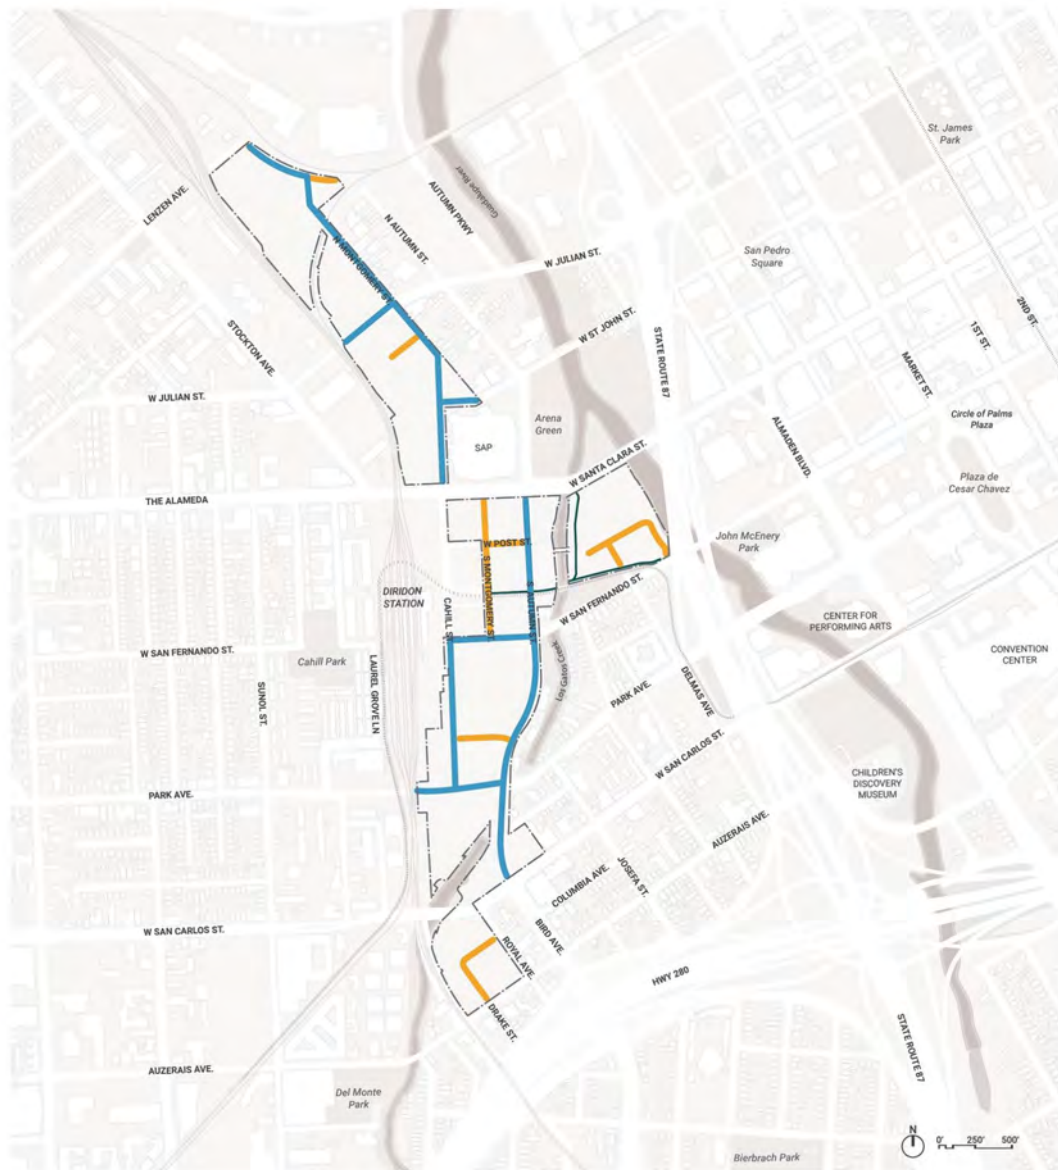 St. James
Park
LENZEN AVE.
AUTUMN PKWY
Guadalupe River
N AUTUMN ST.
N MONTGOMERY ST.
W JULIAN ST.
San Pedro
Square
W ST JOHN ST.
2ND ST.
1ST ST.
STOCKTON AVE.
STATE ROUTE 87
MARKET ST.
W JULIAN ST.
Arena
Green
ALMADEN BLVD.
Circle of Palms
Plaza
SAP
W SANTA CLARA ST.
Plaza de
Cesar Chavez
THE ALAMEDA
W POST ST.
John McEnery
Park
S MONTGOMERY ST.
S AUTUMN ST.
DIRIDON
STATION
CAHILL ST.
W SAN FERNANDO ST.
CENTER FOR
PERFORMING ARTS
W SAN FERNANDO ST.
Cahill Park
LAUREL GROVE LN
Los Gatos Creek
CONVENTION
CENTER
SUNOL ST.
PARK AVE.
DELMAS AVE
W SAN CARLOS ST.
PARK AVE.
CHILDREN'S
DISCOVERY
MUSEUM
AUZERAIS AVE.
COLUMBIA AVE.
JOSEFA ST.
W SAN CARLOS ST.
BIRD AVE.
ROYAL AVE.
HWY 280
DRAKE ST.
STATE ROUTE 87
AUZERAIS AVE.
Del Monte
Park
N
0' 250' 500'
Bierbrach Park